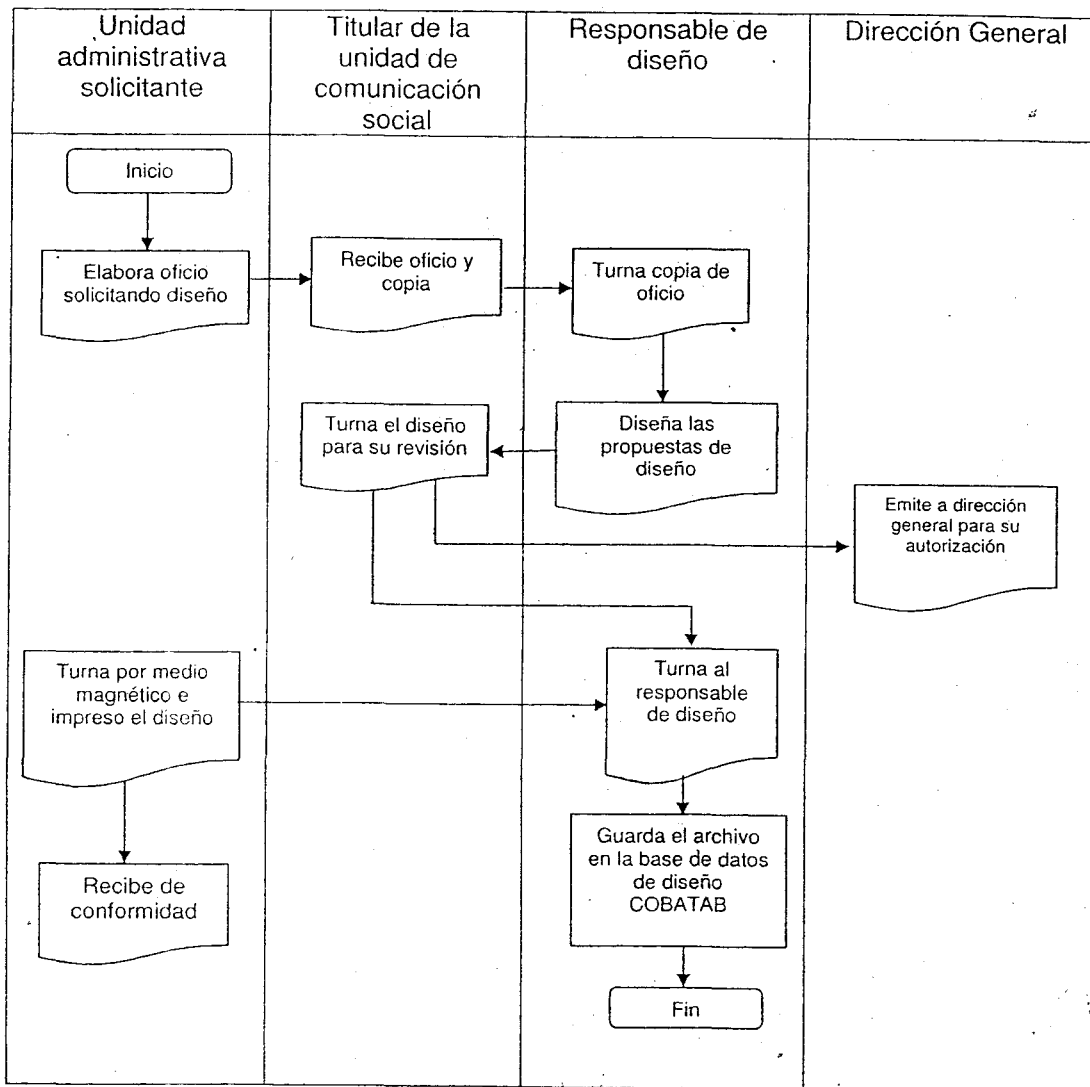 Unidad
administrativa
solicitante
Titular de la
unidad de
comunicación
social
Responsable de
diseño
Dirección General
Inicio
Elabora oficio
solicitando diseño
Recibe oficio y
copia
Turna copia de
oficio
Turna el diseño
para su revisión
Diseña las
propuestas de
diseño
Emite a dirección
general para su
autorización
Turna por medio
magnético e
impreso el diseño
Turna al
responsable
de diseño
Recibe de
conformidad
Guarda el archivo
en la base de datos
de diseño
COBATAB
Fin